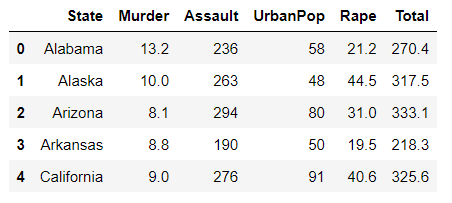 State Murder Assault UrbanPop Rape Total
0 Alabama 13.2 236 58 21.2 270.4
1 Alaska 10.0 263 48 44.5 317.5
2 Arizona 8.1 294 80 31.0 333.1
3 Arkansas 8.8 190 50 19.5 218.3
4 California 9.0 276 91 40.6 325.6